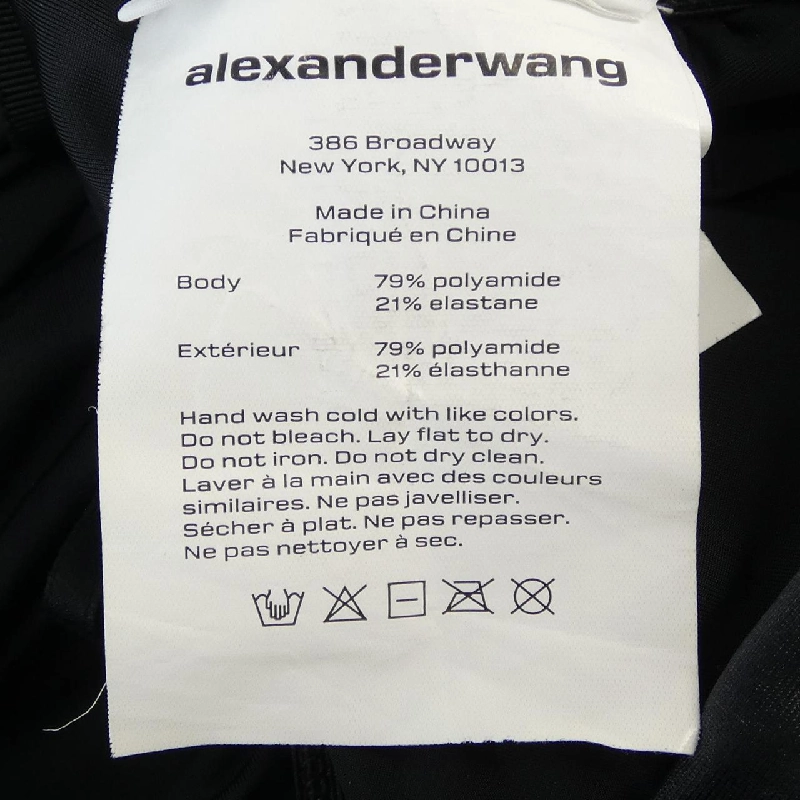 alexanderwang
386 Broadway
New York, NY 10013
Made in China
Fabriqué en Chine
Body 79% polyamide
21% elastane
Extérieur 79% polyamide
21% élasthanne
Hand wash cold with like colors.
Do not bleach. Lay flat to dry.
Do not iron. Do not dry clean.
Laver à la main avec des couleurs
similaires. Ne pas javelliser.
Sécher à plat. Ne pas repasser.
Ne pas nettoyer à sec.